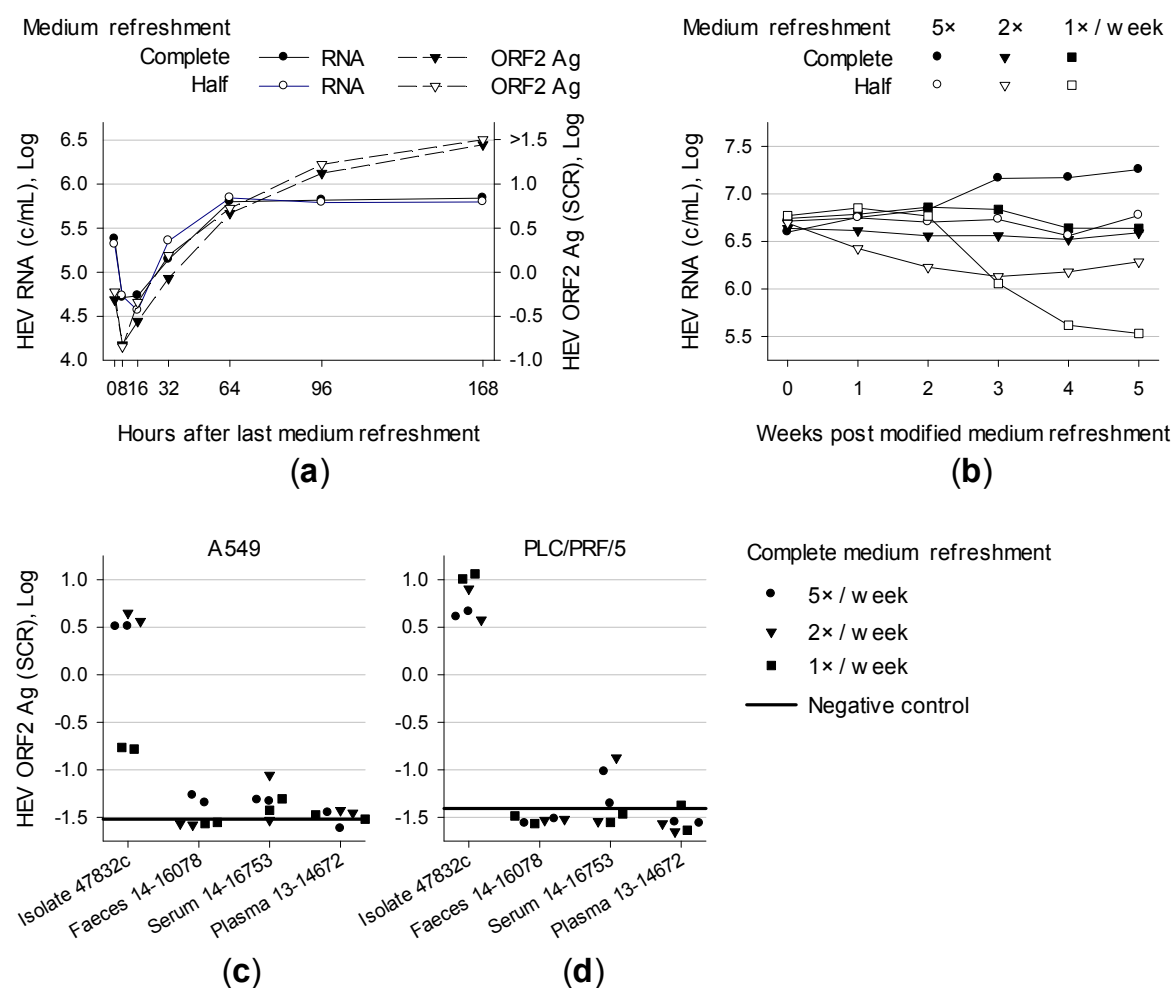 Medium refreshment
Complete RNA ORF2 Ag
Half RNA ORF2 Ag
HEV RNA (c/mL), Log
6.5
6.0
5.5
5.0
4.5
4.0
>1.5
1.0
0.5
0.0
-0.5
-1.0
HEV ORF2 Ag (SCR), Log
0 8 16 32 64 96 168
Hours after last medium refreshment
(a)
Medium refreshment 5× 2× 1× / week
Complete
Half
HEV RNA (c/mL), Log
7.5
7.0
6.5
6.0
5.5
0 1 2 3 4 5
Weeks post modified medium refreshment
(b)
A549
HEV ORF2 Ag (SCR), Log
1.0
0.5
0.0
-0.5
-1.0
-1.5
Isolate 47832c
Faeces 14-16078
Serum 14-16753
Plasma 13-14672
(c)
PLC/PRF/5
1.0
0.5
0.0
-0.5
-1.0
-1.5
Isolate 47832c
Faeces 14-16078
Serum 14-16753
Plasma 13-14672
(d)
Complete medium refreshment
5× / week
2× / week
1× / week
Negative control